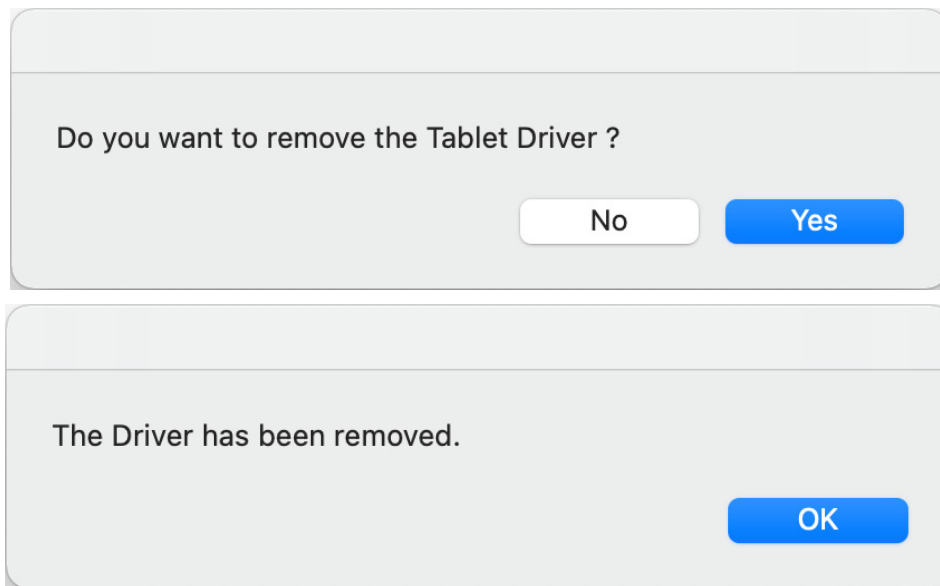 Do you want to remove the Tablet Driver ?
No
Yes
The Driver has been removed.
OK